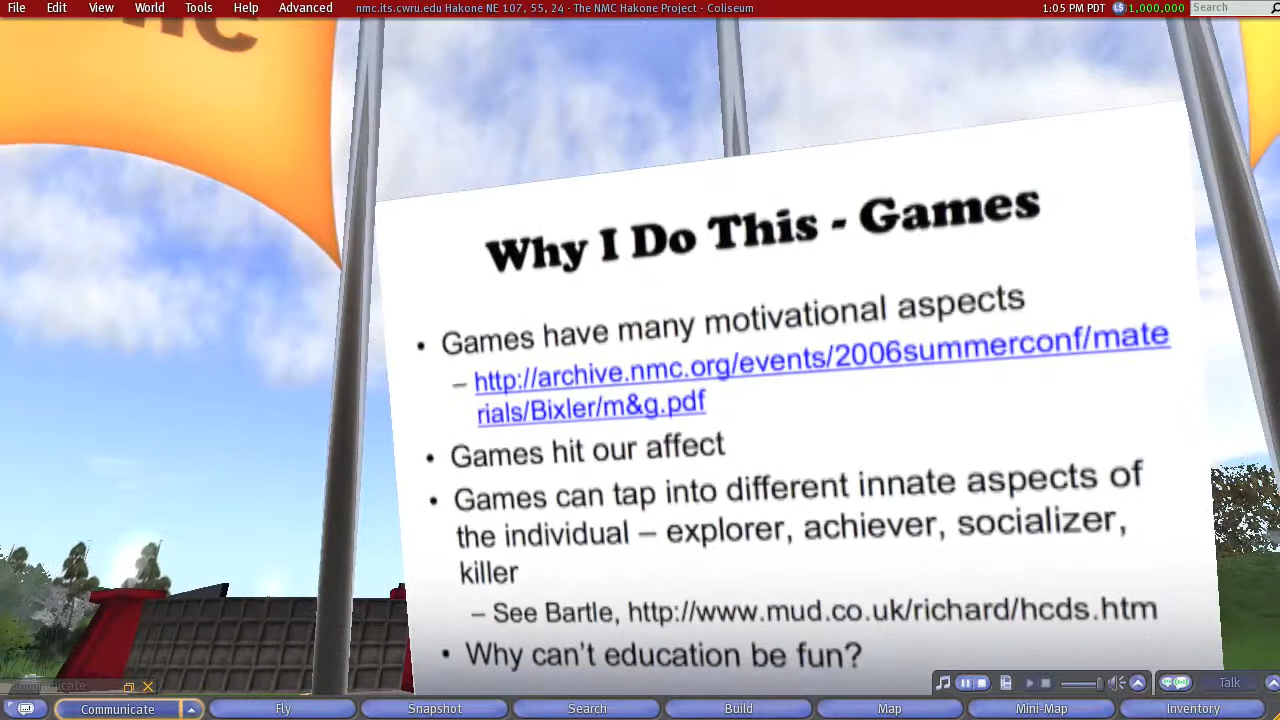 File Edit View World Tools Help Advanced nmc.its.cwru.edu Hakone NE 107, 55, 24 - The NMC Hakone Project - Coliseum 1:05 PM PDT L$ 1,000,000 Search
Why I Do This - Games
• Games have many motivational aspects
– http://archive.nmc.org/events/2006summerconf/mate
rials/Bixler/m&g.pdf
• Games hit our affect
• Games can tap into different innate aspects of
the individual – explorer, achiever, socializer,
killer
– See Bartle, http://www.mud.co.uk/richard/hcds.htm
• Why can't education be fun?
Communicate
Talk
Communicate Fly Snapshot Search Build Map Mini-Map Inventory